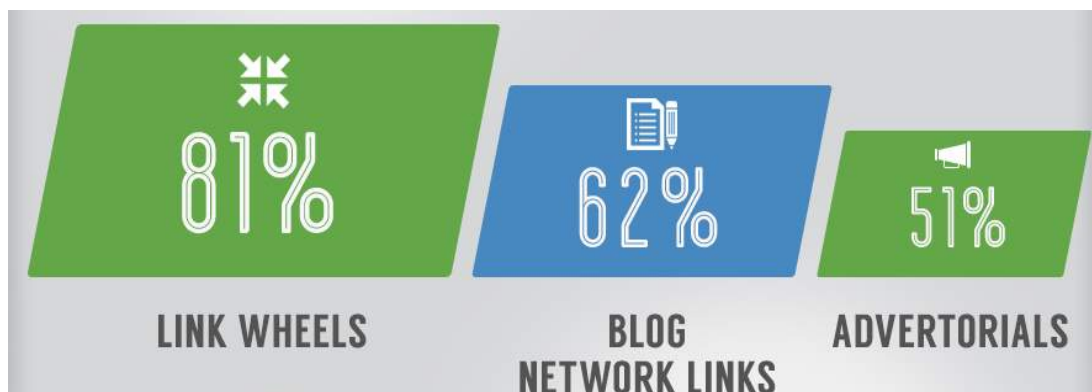 81%
62%
51%
LINK WHEELS
BLOG
NETWORK LINKS
ADVERTORIALS